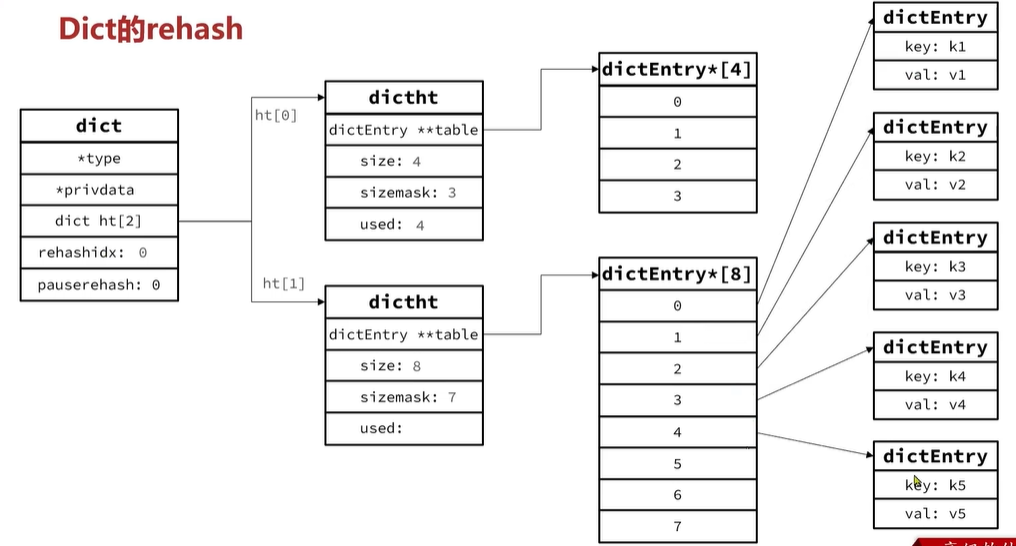 Dict的rehash
dict
*type
*privdata
dict ht[2]
rehashidx: 0
pauserehash: 0
ht[0]
dictht
dictEntry **table
size: 4
sizemask: 3
used: 4
ht[1]
dictht
dictEntry **table
size: 8
sizemask: 7
used:
dictEntry*[4]
0
1
2
3
dictEntry*[8]
0
1
2
3
4
5
6
7
dictEntry
key: k1
val: v1
dictEntry
key: k2
val: v2
dictEntry
key: k3
val: v3
dictEntry
key: k4
val: v4
dictEntry
key: k5
val: v5